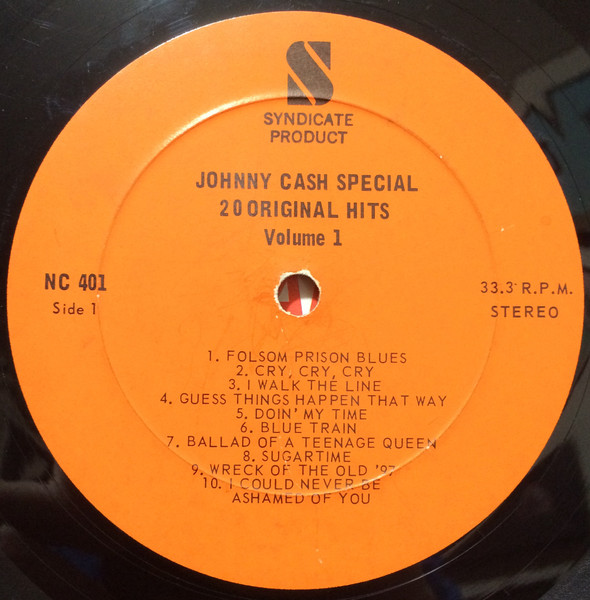 S
SYNDICATE
PRODUCT
JOHNNY CASH SPECIAL
20 ORIGINAL HITS
Volume 1
NC 401
Side 1
33.3 R.P.M.
STEREO
1. FOLSOM PRISON BLUES
2. CRY, CRY, CRY
3. I WALK THE LINE
4. GUESS THINGS HAPPEN THAT WAY
5. DOIN' MY TIME
6. BLUE TRAIN
7. BALLAD OF A TEENAGE QUEEN
8. SUGARTIME
9. WRECK OF THE OLD '97
10. I COULD NEVER BE
ASHAMED OF YOU